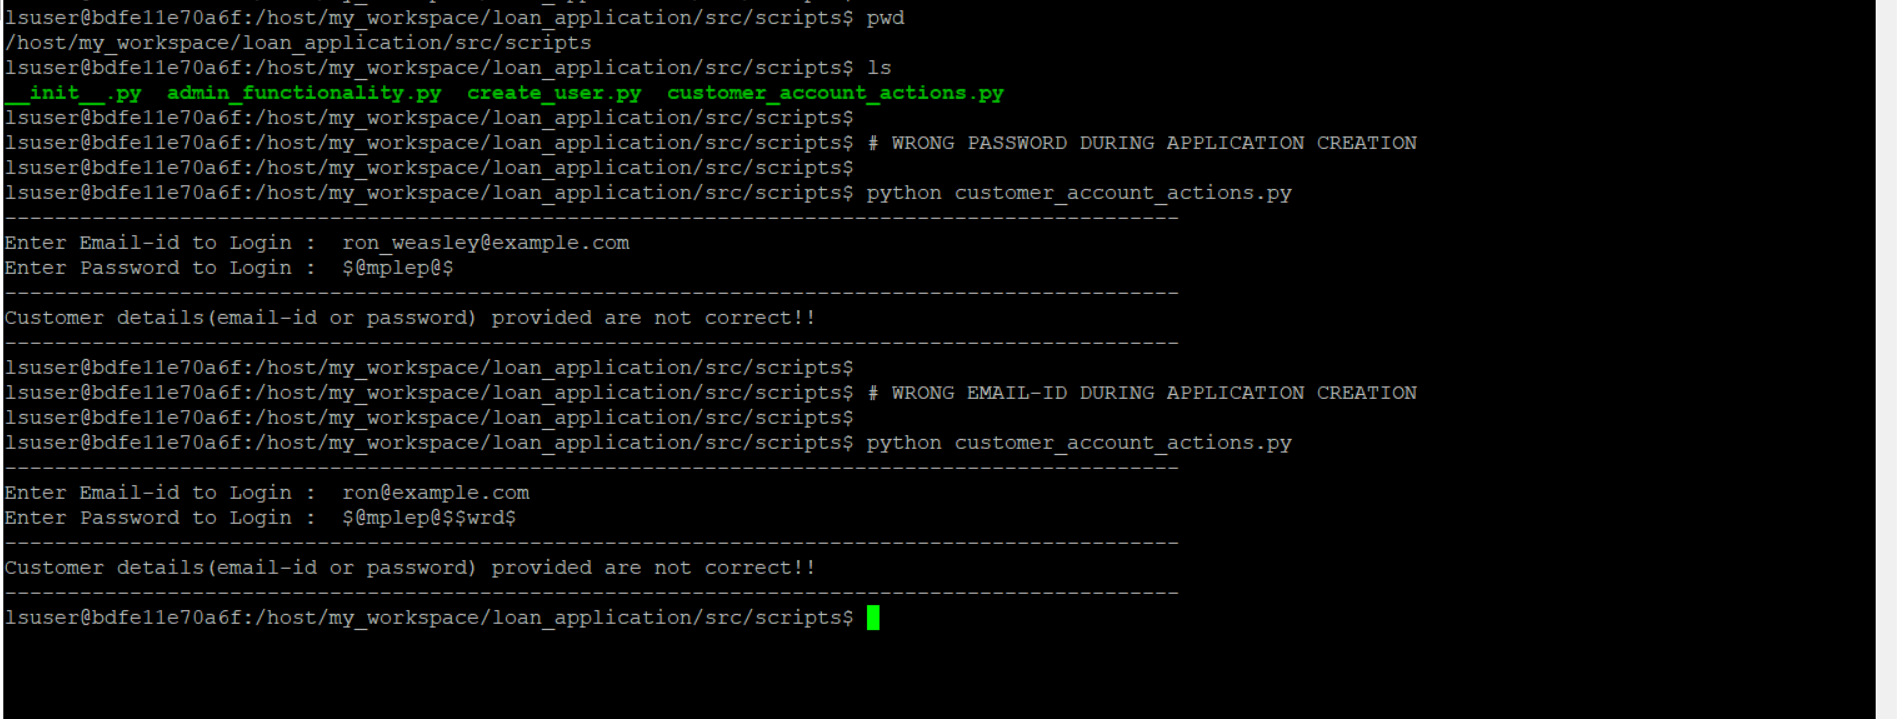 lsuser@bdfe11e70a6f:/host/my_workspace/loan_application/src/scripts$ pwd
/host/my_workspace/loan_application/src/scripts
lsuser@bdfe11e70a6f:/host/my_workspace/loan_application/src/scripts$ ls
__init__.py  admin_functionality.py  create_user.py  customer_account_actions.py
lsuser@bdfe11e70a6f:/host/my_workspace/loan_application/src/scripts$
lsuser@bdfe11e70a6f:/host/my_workspace/loan_application/src/scripts$ # WRONG PASSWORD DURING APPLICATION CREATION
lsuser@bdfe11e70a6f:/host/my_workspace/loan_application/src/scripts$
lsuser@bdfe11e70a6f:/host/my_workspace/loan_application/src/scripts$ python customer_account_actions.py
----------------------------------------------------------------------------------------------
Enter Email-id to Login :  ron_weasley@example.com
Enter Password to Login :  $@mplep@$
----------------------------------------------------------------------------------------------
Customer details(email-id or password) provided are not correct!!
----------------------------------------------------------------------------------------------
lsuser@bdfe11e70a6f:/host/my_workspace/loan_application/src/scripts$
lsuser@bdfe11e70a6f:/host/my_workspace/loan_application/src/scripts$ # WRONG EMAIL-ID DURING APPLICATION CREATION
lsuser@bdfe11e70a6f:/host/my_workspace/loan_application/src/scripts$
lsuser@bdfe11e70a6f:/host/my_workspace/loan_application/src/scripts$ python customer_account_actions.py
----------------------------------------------------------------------------------------------
Enter Email-id to Login :  ron@example.com
Enter Password to Login :  $@mplep@$$wrd$
----------------------------------------------------------------------------------------------
Customer details(email-id or password) provided are not correct!!
----------------------------------------------------------------------------------------------
lsuser@bdfe11e70a6f:/host/my_workspace/loan_application/src/scripts$